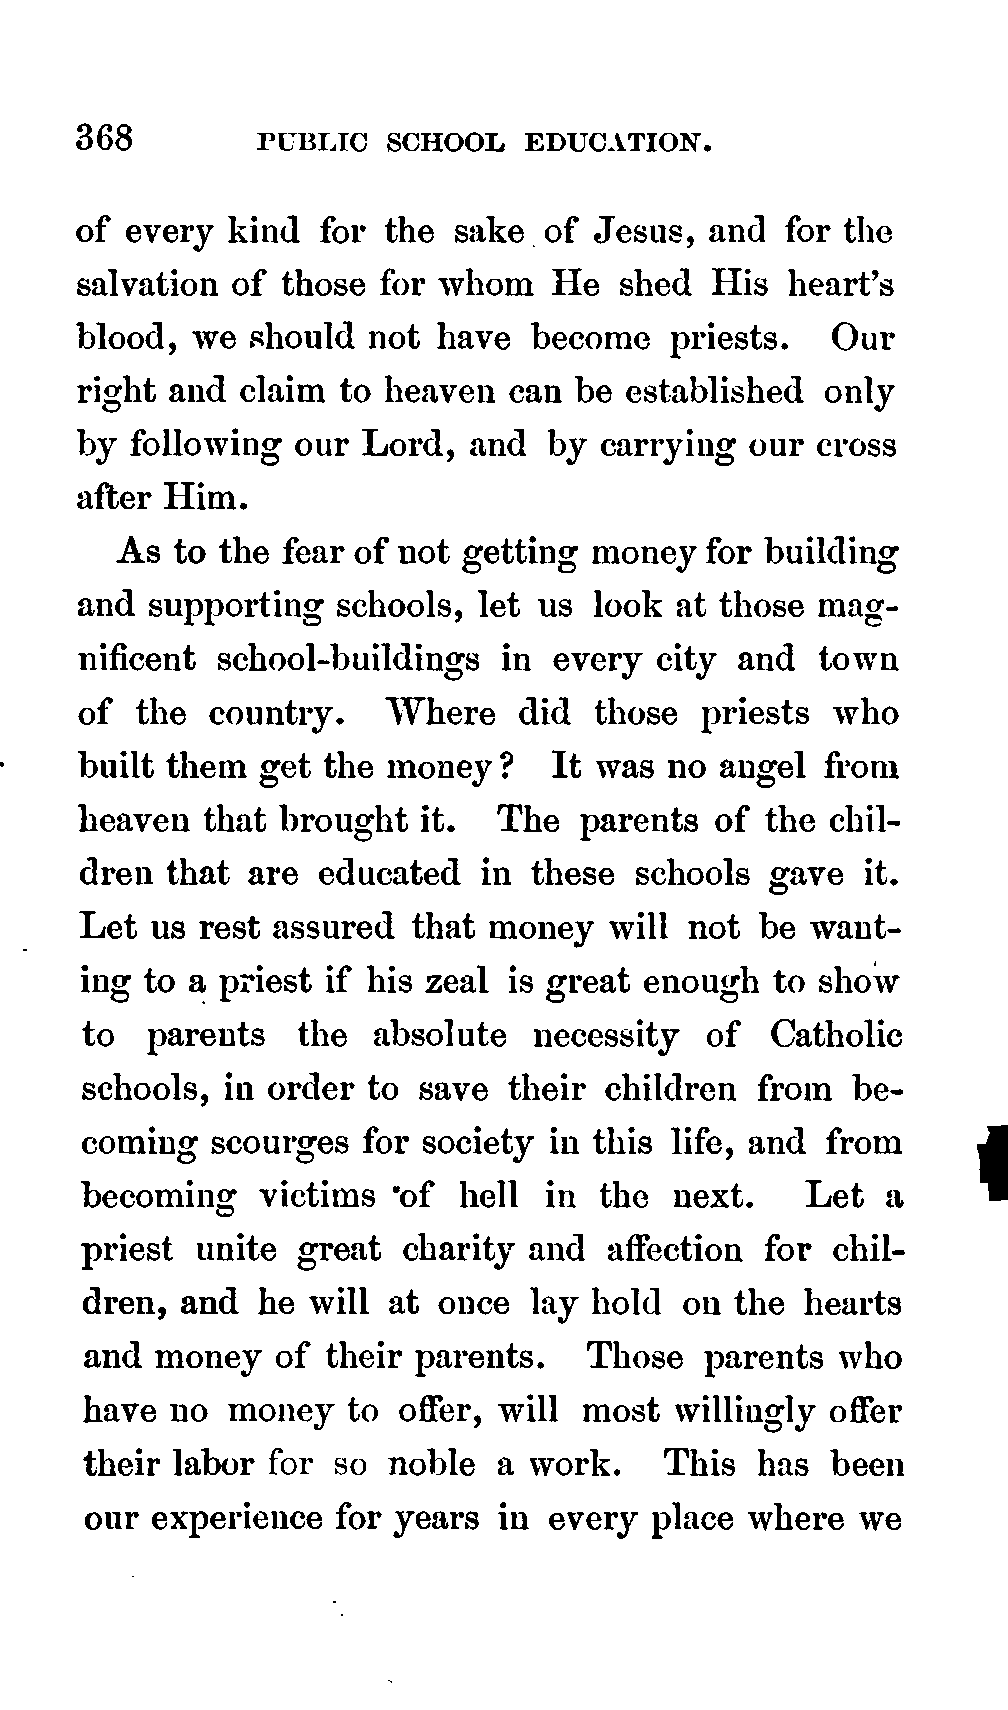 368 PUBLIC SCHOOL EDUCATION.
of every kind for the sake of Jesus, and for the
salvation of those for whom He shed His heart's
blood, we should not have become priests. Our
right and claim to heaven can be established only
by following our Lord, and by carrying our cross
after Him.
As to the fear of not getting money for building
and supporting schools, let us look at those mag-
nificent school-buildings in every city and town
of the country. Where did those priests who
built them get the money? It was no angel from
heaven that brought it. The parents of the chil-
dren that are educated in these schools gave it.
Let us rest assured that money will not be want-
ing to a priest if his zeal is great enough to show
to parents the absolute necessity of Catholic
schools, in order to save their children from be-
coming scourges for society in this life, and from
becoming victims of hell in the next. Let a
priest unite great charity and affection for chil-
dren, and he will at once lay hold on the hearts
and money of their parents. Those parents who
have no money to offer, will most willingly offer
their labor for so noble a work. This has been
our experience for years in every place where we